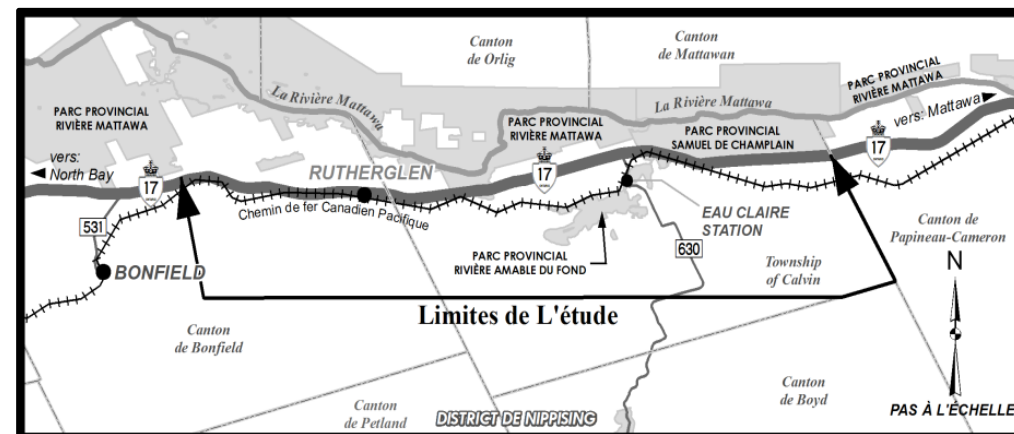 Canton
de Orlig
Canton
de Mattawan
PARC PROVINCIAL
RIVIÈRE MATTAWA
La Rivière Mattawa
La Rivière Mattawa
PARC PROVINCIAL
RIVIÈRE MATTAWA
PARC PROVINCIAL
RIVIÈRE MATTAWA
PARC PROVINCIAL
SAMUEL DE CHAMPLAIN
vers: Mattawa
vers:
North Bay
17
17
17
RUTHERGLEN
Chemin de fer Canadien Pacifique
531
BONFIELD
EAU CLAIRE
STATION
PARC PROVINCIAL
RIVIÈRE AMABLE DU FOND
630
Township
of Calvin
Canton de
Papineau-Cameron
N
Limites de L'étude
Canton
de Bonfield
Canton
de Boyd
Canton
de Petland
DISTRICT DE NIPPISING
PAS À L'ÉCHELLE